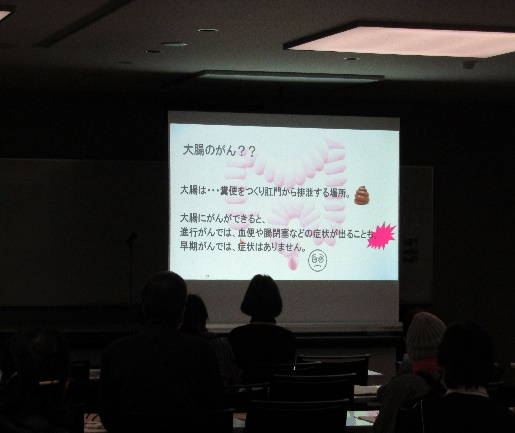 大腸のがん？？
大腸は・・・糞便をつくり肛門から排泄する場所。
大腸にがんができると、
進行がんでは、血便や腸閉塞などの症状が出ることも。
早期がんでは、症状はありません。